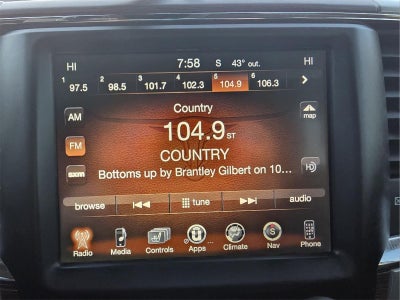 HI 7:58 S 43° out. HI
1 97.5 2 98.5 3 101.7 4 102.3 5 104.9 6 106.3
AM Country map
FM 104.9 ST
COUNTRY HD
sxm Bottoms up by Brantley Gilbert on 10...
browse tune audio
Radio Media Controls Apps Climate Nav Phone